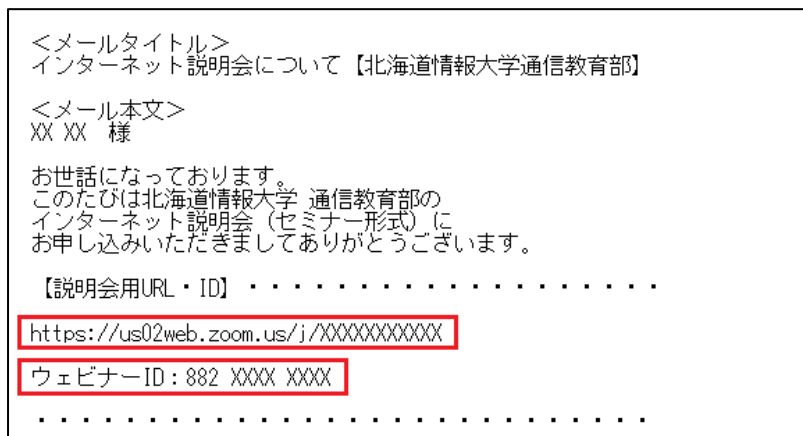 ＜メールタイトル＞
インターネット説明会について【北海道情報大学通信教育部】
＜メール本文＞
XX XX　様
お世話になっております。
このたびは北海道情報大学 通信教育部の
インターネット説明会（セミナー形式）に
お申し込みいただきましてありがとうございます。
【説明会用URL・ID】・・・・・・・・・・・・・・・・・・・
https://us02web.zoom.us/j/XXXXXXXXXXX
ウェビナーID：882 XXXX XXXX
・・・・・・・・・・・・・・・・・・・・・・・・・・・・